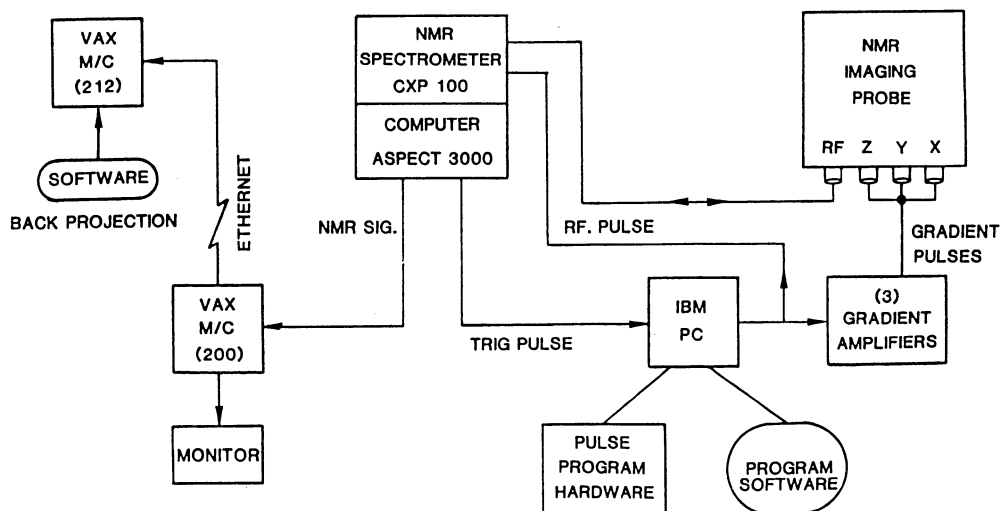 VAX
M/C
(212)
SOFTWARE
BACK PROJECTION
ETHERNET
VAX
M/C
(200)
MONITOR
NMR
SPECTROMETER
CXP 100
COMPUTER
ASPECT 3000
NMR SIG.
TRIG PULSE
RF. PULSE
IBM
PC
PULSE
PROGRAM
HARDWARE
PROGRAM
SOFTWARE
NMR
IMAGING
PROBE
RF Z Y X
GRADIENT
PULSES
(3)
GRADIENT
AMPLIFIERS